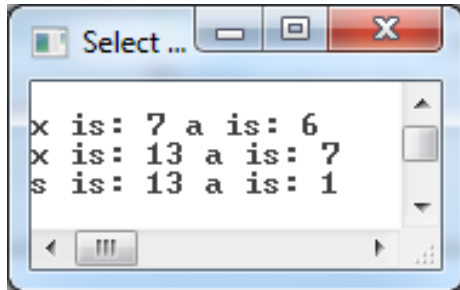 Select ...
x is: 7 a is: 6
x is: 13 a is: 7
s is: 13 a is: 1